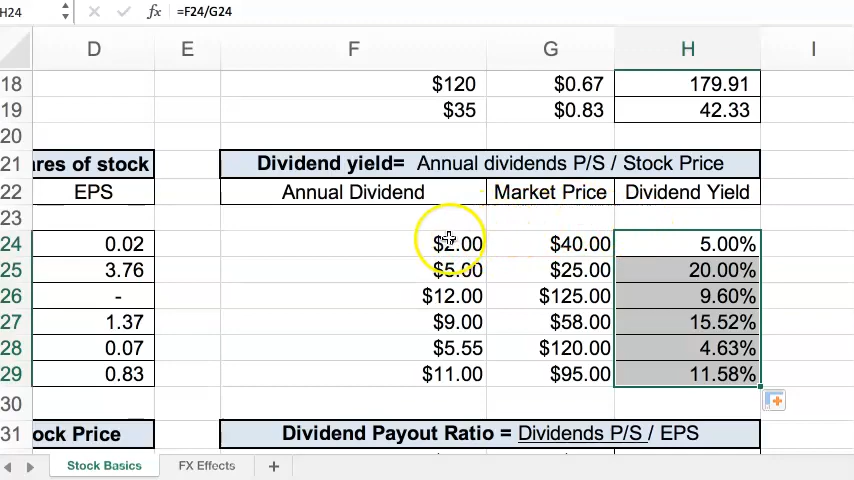 H24 fx =F24/G24
D E F G H I
18 $120 $0.67 179.91
19 $35 $0.83 42.33
20
21 ares of stock Dividend yield= Annual dividends P/S / Stock Price
22 EPS Annual Dividend Market Price Dividend Yield
23
24 0.02 $2.00 $40.00 5.00%
25 3.76 $5.00 $25.00 20.00%
26 - $12.00 $125.00 9.60%
27 1.37 $9.00 $58.00 15.52%
28 0.07 $5.55 $120.00 4.63%
29 0.83 $11.00 $95.00 11.58%
30
31 ock Price Dividend Payout Ratio = Dividends P/S / EPS
Stock Basics FX Effects +